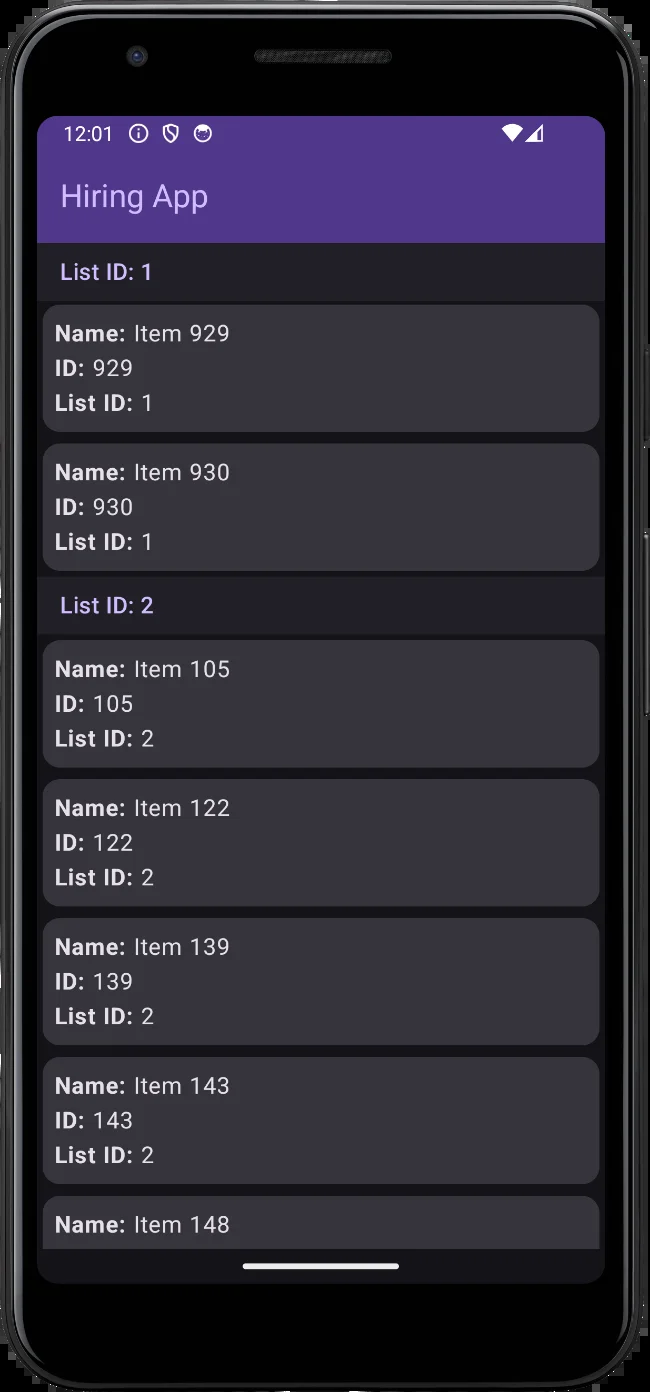 12:01
Hiring App
List ID: 1
Name: Item 929
ID: 929
List ID: 1
Name: Item 930
ID: 930
List ID: 1
List ID: 2
Name: Item 105
ID: 105
List ID: 2
Name: Item 122
ID: 122
List ID: 2
Name: Item 139
ID: 139
List ID: 2
Name: Item 143
ID: 143
List ID: 2
Name: Item 148